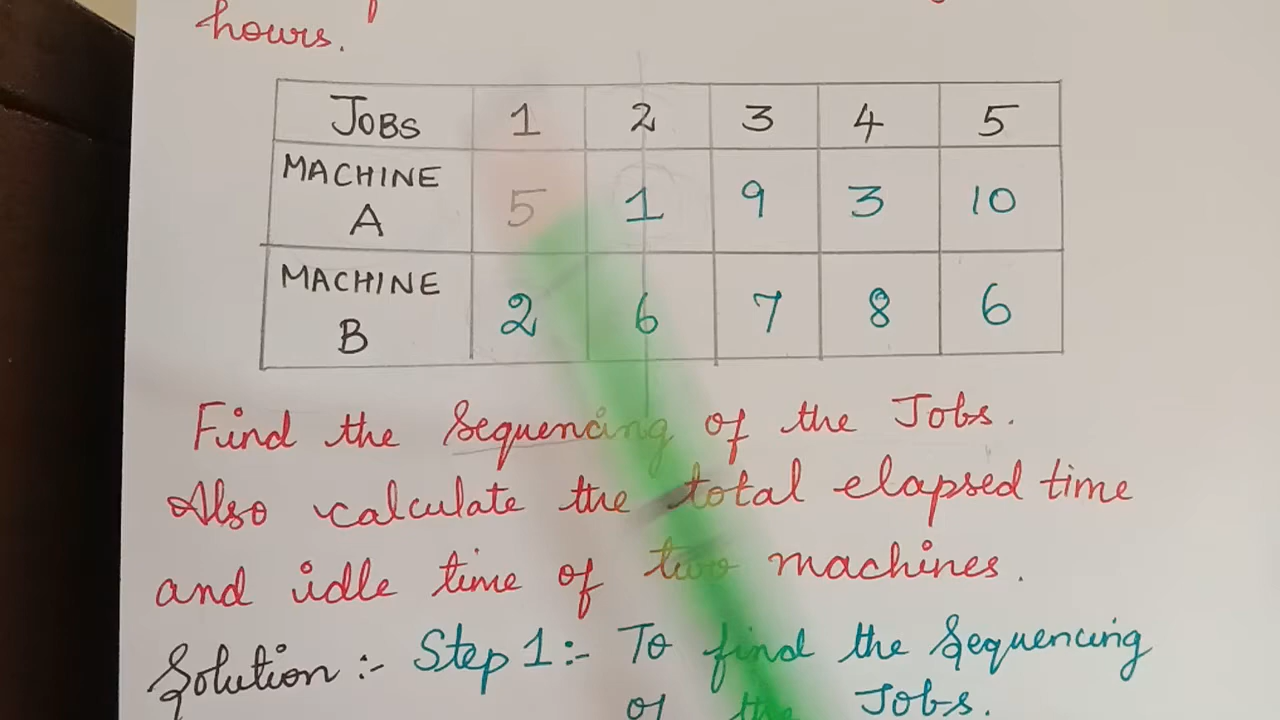 hours.
JOBS 1 2 3 4 5
MACHINE A 5 1 9 3 10
MACHINE B 2 6 7 8 6
Find the Sequencing of the Jobs.
Also calculate the total elapsed time
and idle time of two machines.
Solution :- Step 1:- To find the Sequencing
of the Jobs.